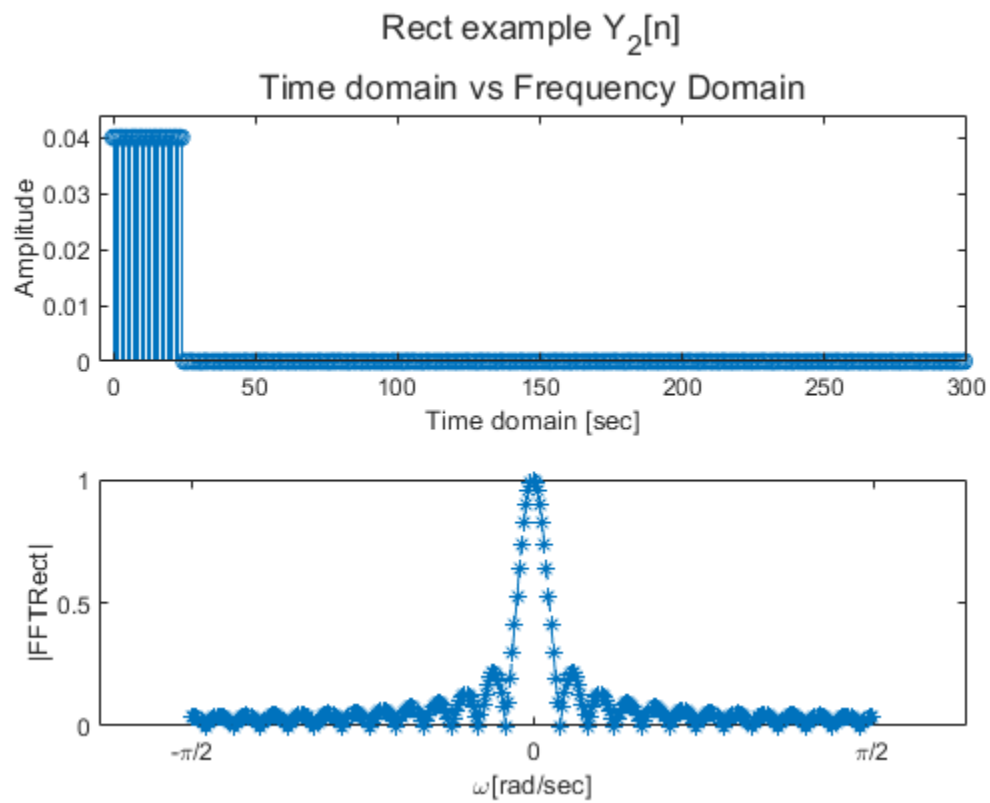 Rect example Y₂[n]
Time domain vs Frequency Domain
Amplitude
0.04
0.03
0.02
0.01
0
0 50 100 150 200 250 300
Time domain [sec]
|FFTRect|
1
0.5
0
-π/2 0 π/2
ω[rad/sec]